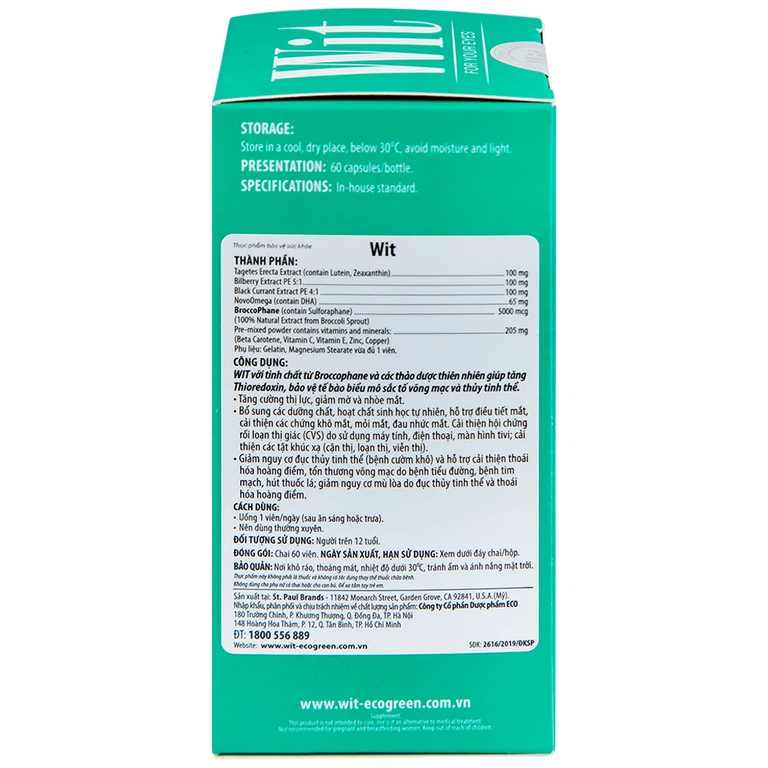 Wit
FOR YOUR EYES
STORAGE:
Store in a cool, dry place, below 30°C, avoid moisture and light.
PRESENTATION: 60 capsules/bottle.
SPECIFICATIONS: In-house standard.
Thực phẩm bảo vệ sức khỏe
Wit
THÀNH PHẦN:
Tagetes Erecta Extract (contain Lutein, Zeaxanthin) 100 mg
Bilberry Extract PE 5:1 100 mg
Black Currant Extract PE 4:1 100 mg
NovoOmega (contain DHA) 65 mg
BroccoPhane (contain Sulforaphane) 5000 mcg
(100% Natural Extract from Broccoli Sprout)
Pre-mixed powder contains vitamins and minerals: 205 mg
(Beta Carotene, Vitamin C, Vitamin E, Zinc, Copper)
Phụ liệu: Gelatin, Magnesium Stearate vừa đủ 1 viên.
CÔNG DỤNG:
WIT với tinh chất từ Broccophane và các thảo dược thiên nhiên giúp tăng
Thioredoxin, bảo vệ tế bào biểu mô sắc tố võng mạc và thủy tinh thể.
• Tăng cường thị lực, giảm mờ và nhòe mắt.
• Bổ sung các dưỡng chất, hoạt chất sinh học tự nhiên, hỗ trợ điều tiết mắt,
cải thiện các chứng khô mắt, mỏi mắt, đau nhức mắt. Cải thiện hội chứng
rối loạn thị giác (CVS) do sử dụng máy tính, điện thoại, màn hình tivi; cải
thiện các tật khúc xạ (cận thị, loạn thị, viễn thị).
• Giảm nguy cơ đục thủy tinh thể (bệnh cườm khô) và hỗ trợ cải thiện thoái
hóa hoàng điểm, tổn thương võng mạc do bệnh tiểu đường, bệnh tim
mạch, hút thuốc lá; giảm nguy cơ mù lòa do đục thủy tinh thể và thoái
hóa hoàng điểm.
CÁCH DÙNG:
• Uống 1 viên/ngày (sau ăn sáng hoặc trưa).
• Nên dùng thường xuyên.
ĐỐI TƯỢNG SỬ DỤNG: Người trên 12 tuổi.
ĐÓNG GÓI: Chai 60 viên. NGÀY SẢN XUẤT, HẠN SỬ DỤNG: Xem dưới đáy chai/hộp.
BẢO QUẢN: Nơi khô ráo, thoáng mát, nhiệt độ dưới 30°C, tránh ẩm và ánh nắng mặt trời.
Thực phẩm này không phải là thuốc và không có tác dụng thay thế thuốc chữa bệnh.
Không dùng cho phụ nữ có thai hoặc cho con bú. Để xa tầm tay trẻ em.
Sản xuất tại: St. Paul Brands - 11842 Monarch Street, Garden Grove, CA 92841, U.S.A.(Mỹ).
Nhập khẩu, phân phối và chịu trách nhiệm về chất lượng sản phẩm: Công ty Cổ phần Dược phẩm ECO
180 Trường Chinh, P. Khương Thượng, Q. Đống Đa, TP Hà Nội
148 Hoàng Hoa Thám, P. 12, Q. Tân Bình, TP. Hồ Chí Minh
ĐT: 1800 556 889
Website: www.wit-ecogreen.com.vn SĐK: 2616/2019/ĐKSP
www.wit-ecogreen.com.vn
Supplement
This product is not intended to cure, nor is it an alternative to medical treatment.
Not recommended for pregnant and breastfeeding women. Keep out of reach of children.